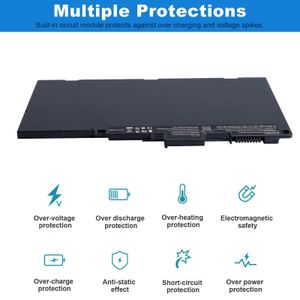 Multiple Protections
Built-in circuit module protects against over charging and voltage spikes.
Over-voltage
protection
Over discharge
protection
Over-heating
protection
Electromagnetic
safety
Over-charge
protection
Anti-static
effect
Short-circuit
protection
Over power
protection